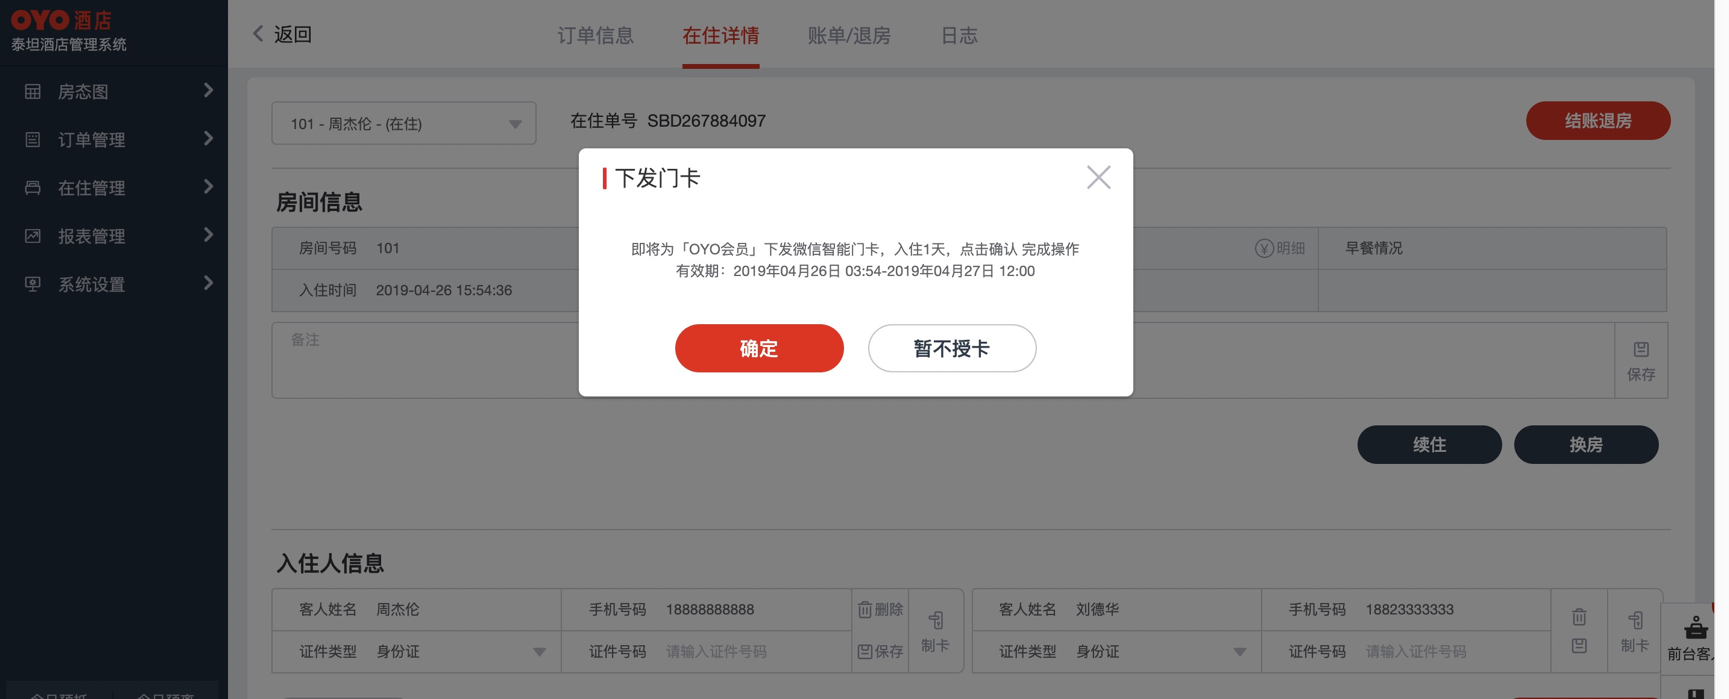 OYO 酒店
泰坦酒店管理系统
房态图
订单管理
在住管理
报表管理
系统设置
返回
订单信息
在住详情
账单/退房
日志
101 - 周杰伦 - (在住)
在住单号 SBD267884097
结账退房
下发门卡
即将为「OYO会员」下发微信智能门卡，入住1天，点击确认 完成操作
有效期：2019年04月26日 03:54-2019年04月27日 12:00
确定
暂不授卡
房间信息
房间号码 101
明细
早餐情况
入住时间 2019-04-26 15:54:36
备注
保存
续住
换房
入住人信息
客人姓名 周杰伦
手机号码 18888888888
删除
制卡
证件类型 身份证
证件号码 请输入证件号码
保存
客人姓名 刘德华
手机号码 18823333333
制卡
证件类型 身份证
证件号码 请输入证件号码
前台客